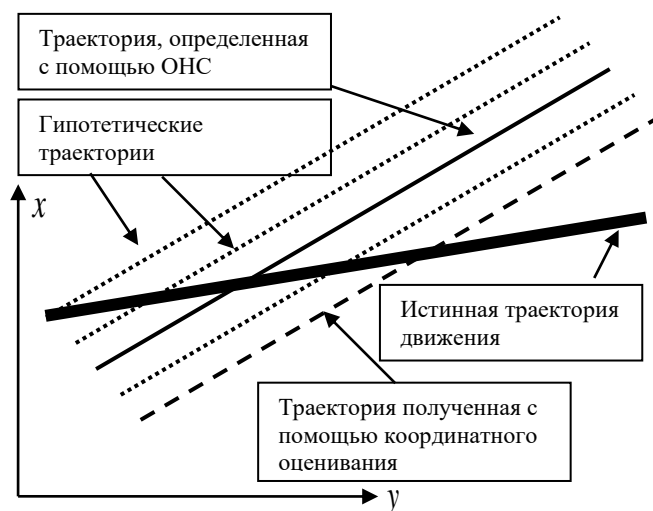 Траектория, определенная
с помощью ОНС
Гипотетические
траектории
x
Истинная траектория
движения
Траектория полученная с
помощью координатного
оценивания
y